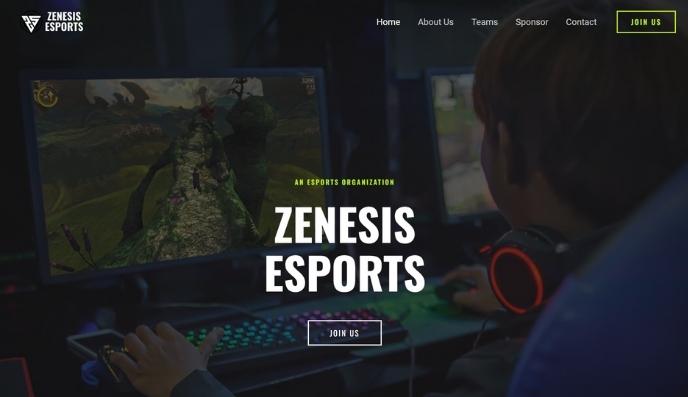 ZENESIS
ESPORTS
Home
About Us
Teams
Sponsor
Contact
JOIN US
AN ESPORTS ORGANIZATION
ZENESIS
ESPORTS
JOIN US